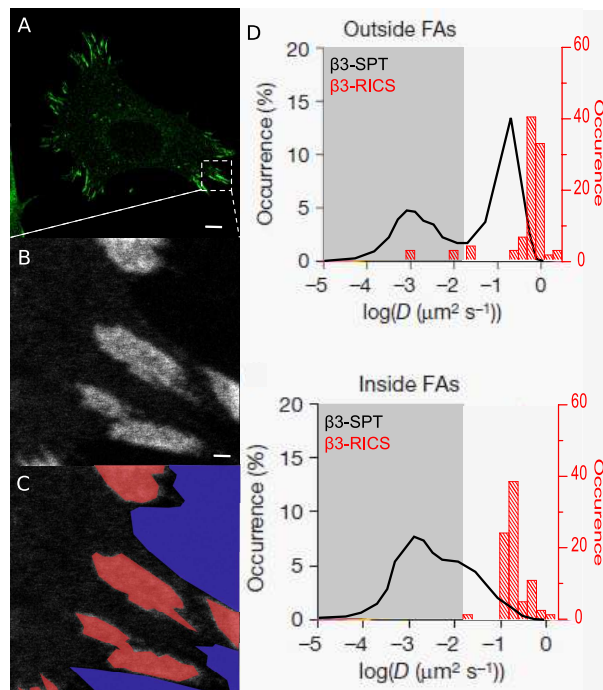 A
B
C
D
Outside FAs
β3-SPT
β3-RICS
Occurrence (%)
20
15
10
5
0
60
40
20
0
Occurence
−5 −4 −3 −2 −1 0
log(D (μm² s⁻¹))
Inside FAs
β3-SPT
β3-RICS
Occurrence (%)
20
15
10
5
0
60
40
20
0
Occurence
−5 −4 −3 −2 −1 0
log(D (μm² s⁻¹))